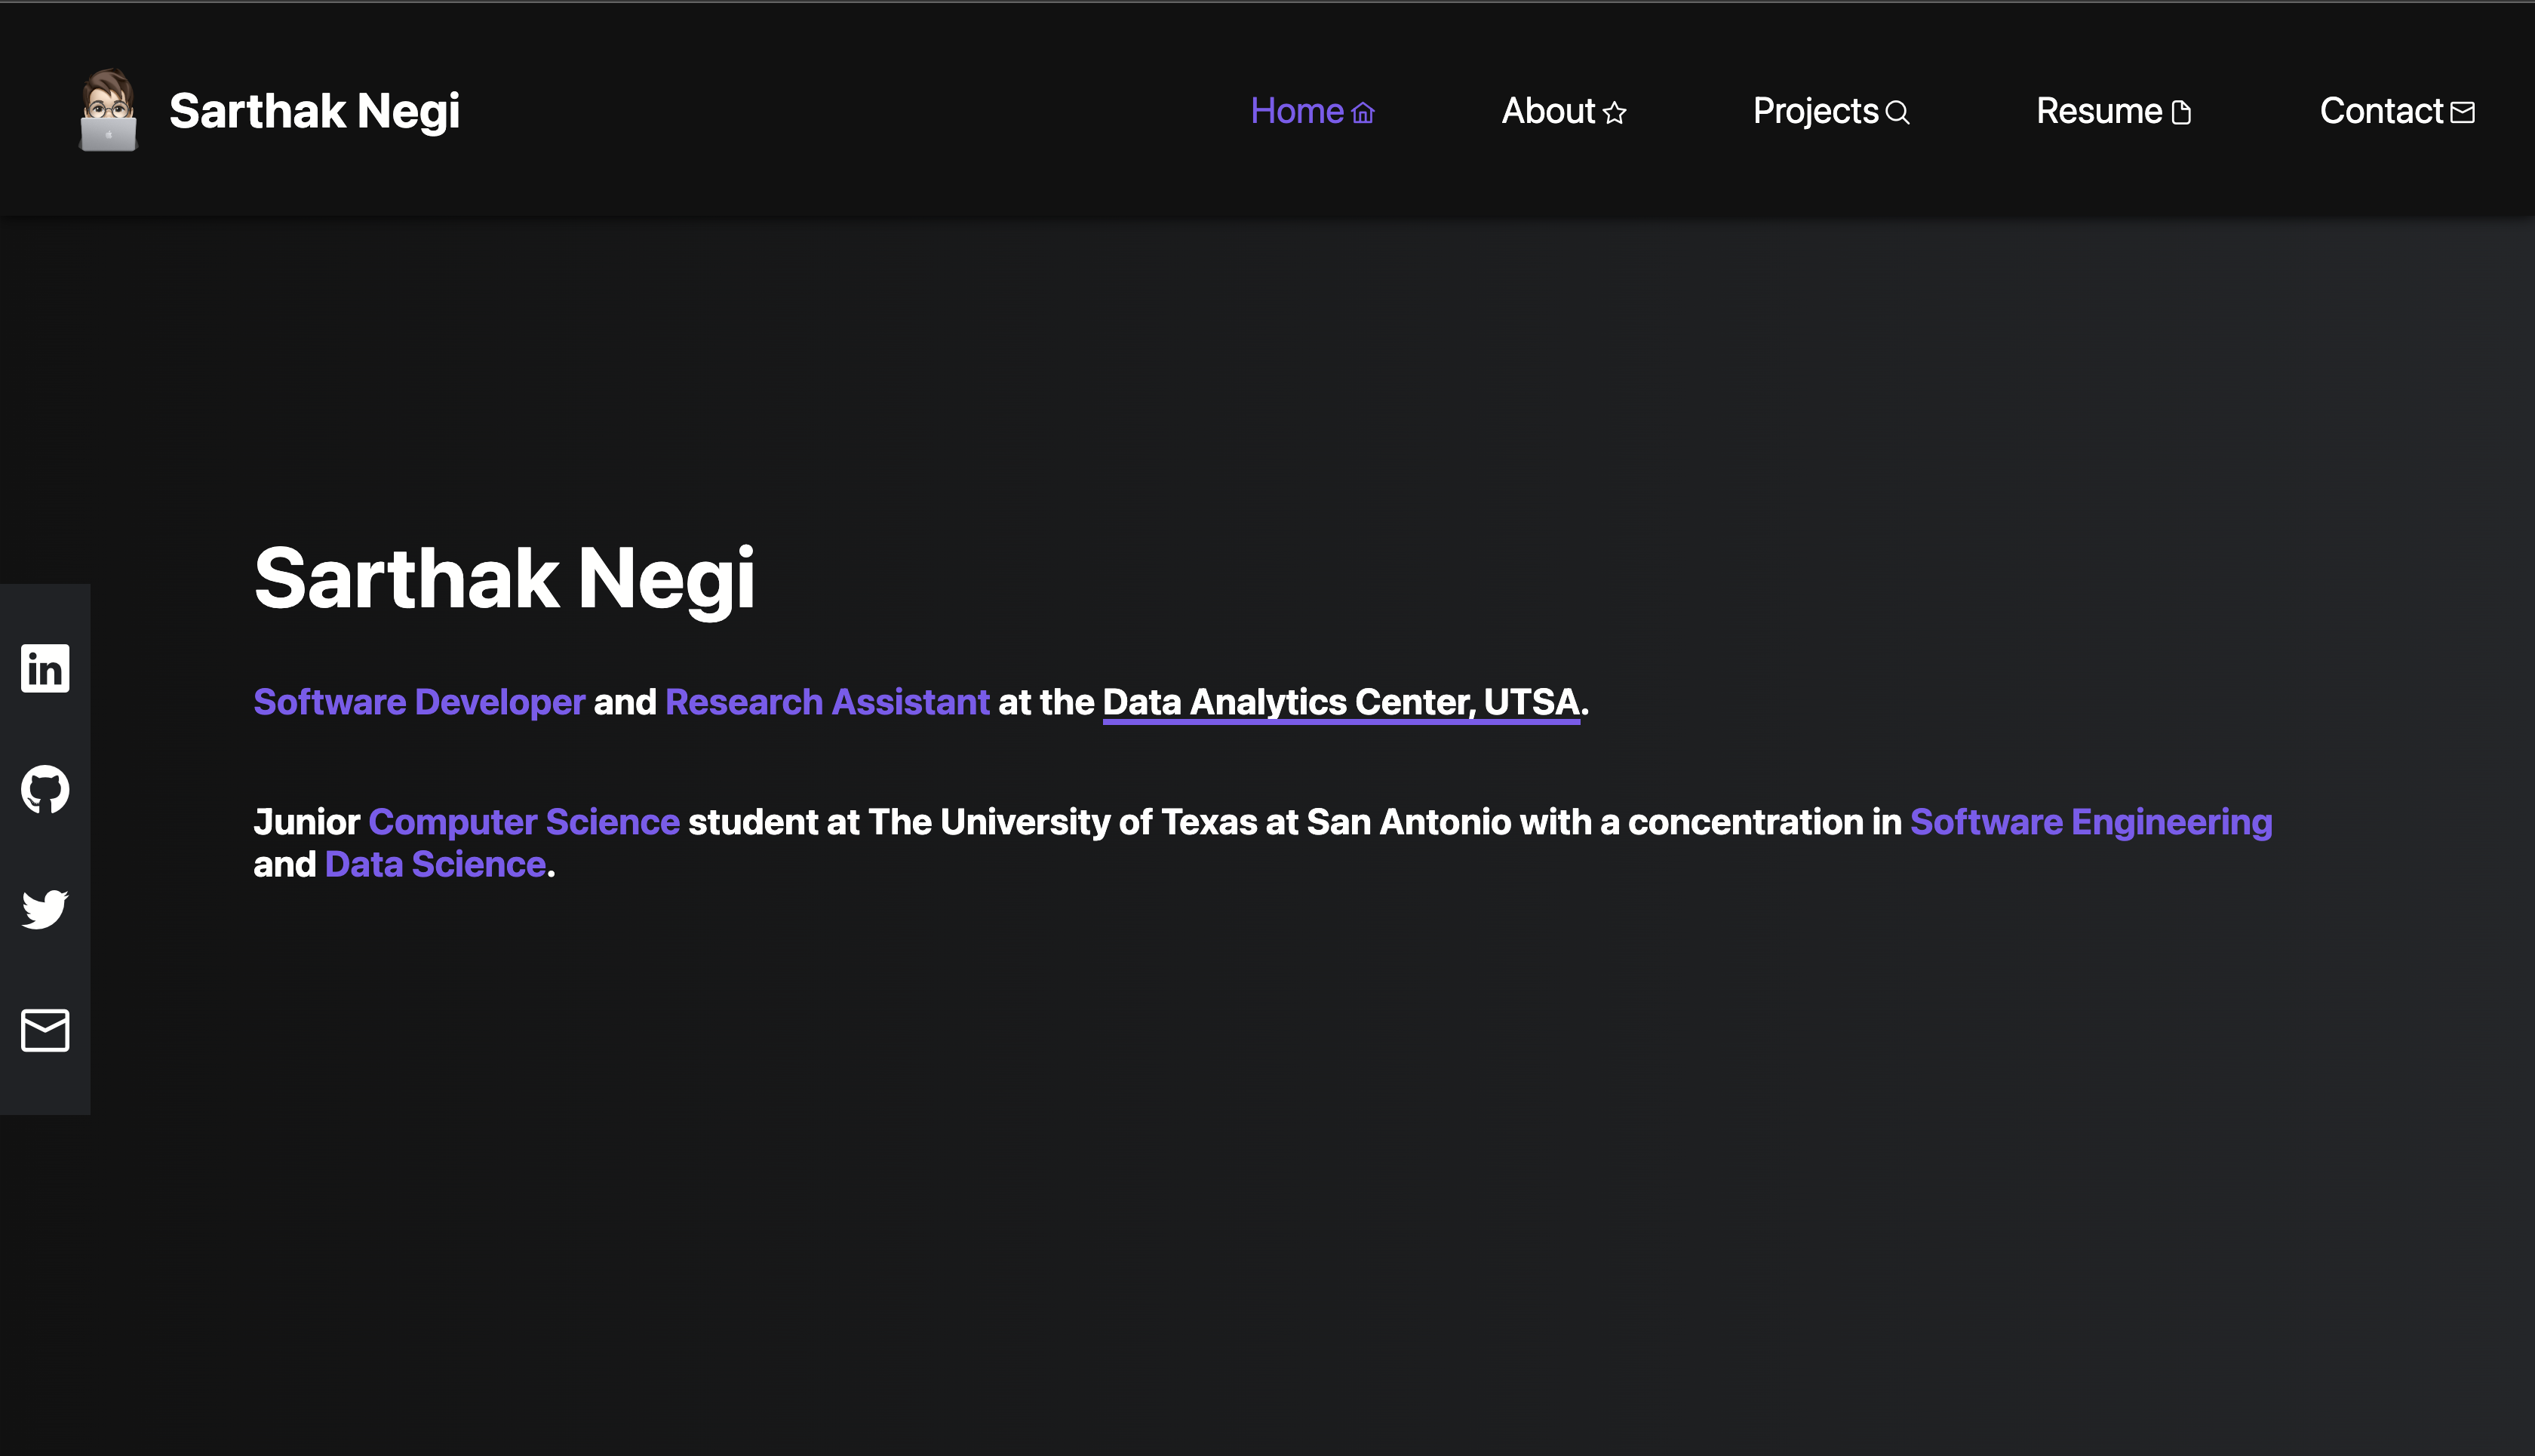 Sarthak Negi
Home About Projects Resume Contact
Sarthak Negi
Software Developer and Research Assistant at the Data Analytics Center, UTSA.
Junior Computer Science student at The University of Texas at San Antonio with a concentration in Software Engineering
and Data Science.
in